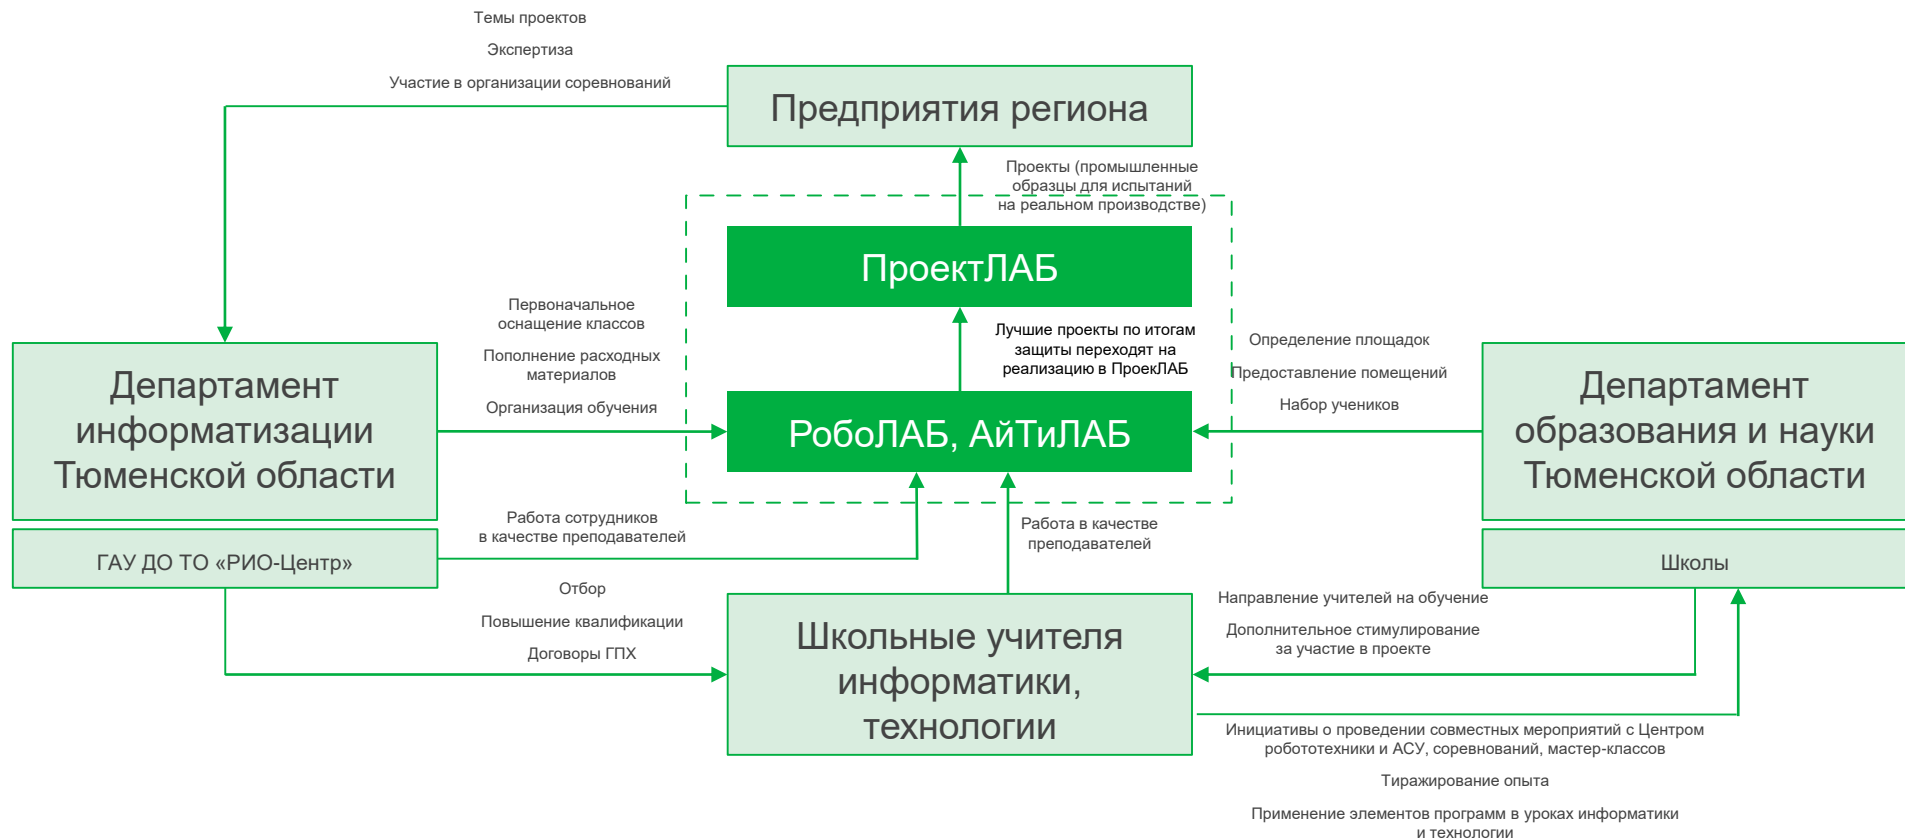 Темы проектов
Экспертиза
Участие в организации соревнований
Предприятия региона
Проекты (промышленные
образцы для испытаний
на реальном производстве)
ПроектЛАБ
Первоначальное
оснащение классов
Пополнение расходных
материалов
Организация обучения
Лучшие проекты по итогам
защиты переходят на
реализацию в ПроекЛАБ
Определение площадок
Предоставление помещений
Набор учеников
Департамент
информатизации
Тюменской области
РобоЛАБ, АйТиЛАБ
Департамент
образования и науки
Тюменской области
ГАУ ДО ТО «РИО-Центр»
Работа сотрудников
в качестве преподавателей
Работа в качестве
преподавателей
Школы
Отбор
Повышение квалификации
Договоры ГПХ
Школьные учителя
информатики,
технологии
Направление учителей на обучение
Дополнительное стимулирование
за участие в проекте
Инициативы о проведении совместных мероприятий с Центром
робототехники и АСУ, соревнований, мастер-классов
Тиражирование опыта
Применение элементов программ в уроках информатики
и технологии